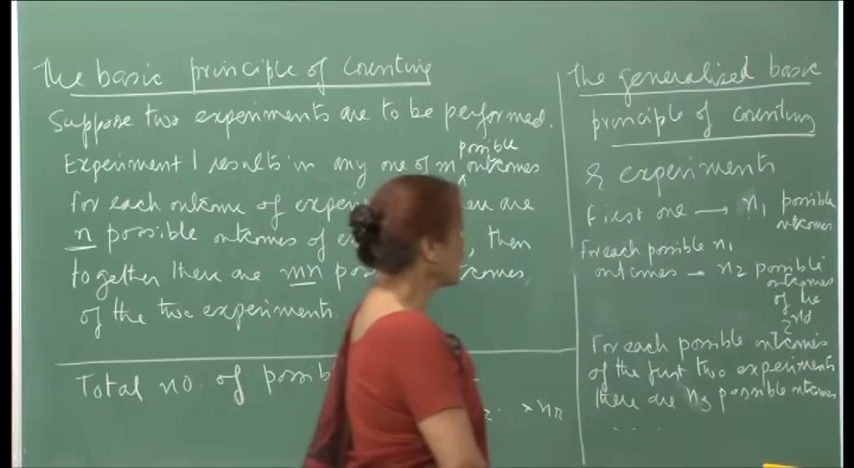 The basic principle of Counting
Suppose two experiments are to be performed.
possible
Experiment 1 results in any one of m outcomes
for each outcome of are
n possible outcomes of , then
together there are mn
of the two experiments.
Total no. of
The generalised basic
principle of Counting
experiments
first one → n1 possible
outcomes
For each possible n1
outcomes → n2 possible
outcomes
of the
2nd
For each possible outcomes
of the first two experiments
there are n3 possible outcomes
. . . .